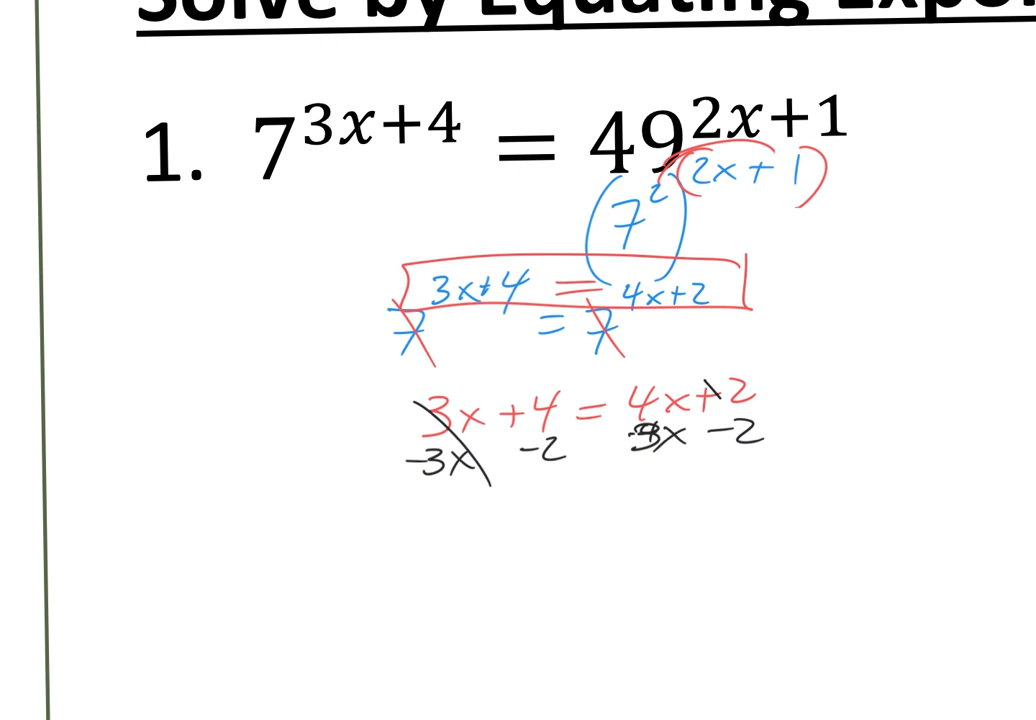 Solve by Equating Expo
1. 7^{3x+4} = 49^{2x+1}
(7^2)^{(2x+1)}
7^{3x+4} = 7^{4x+2}
3x+4 = 4x+2
-3x -2 -3x -2